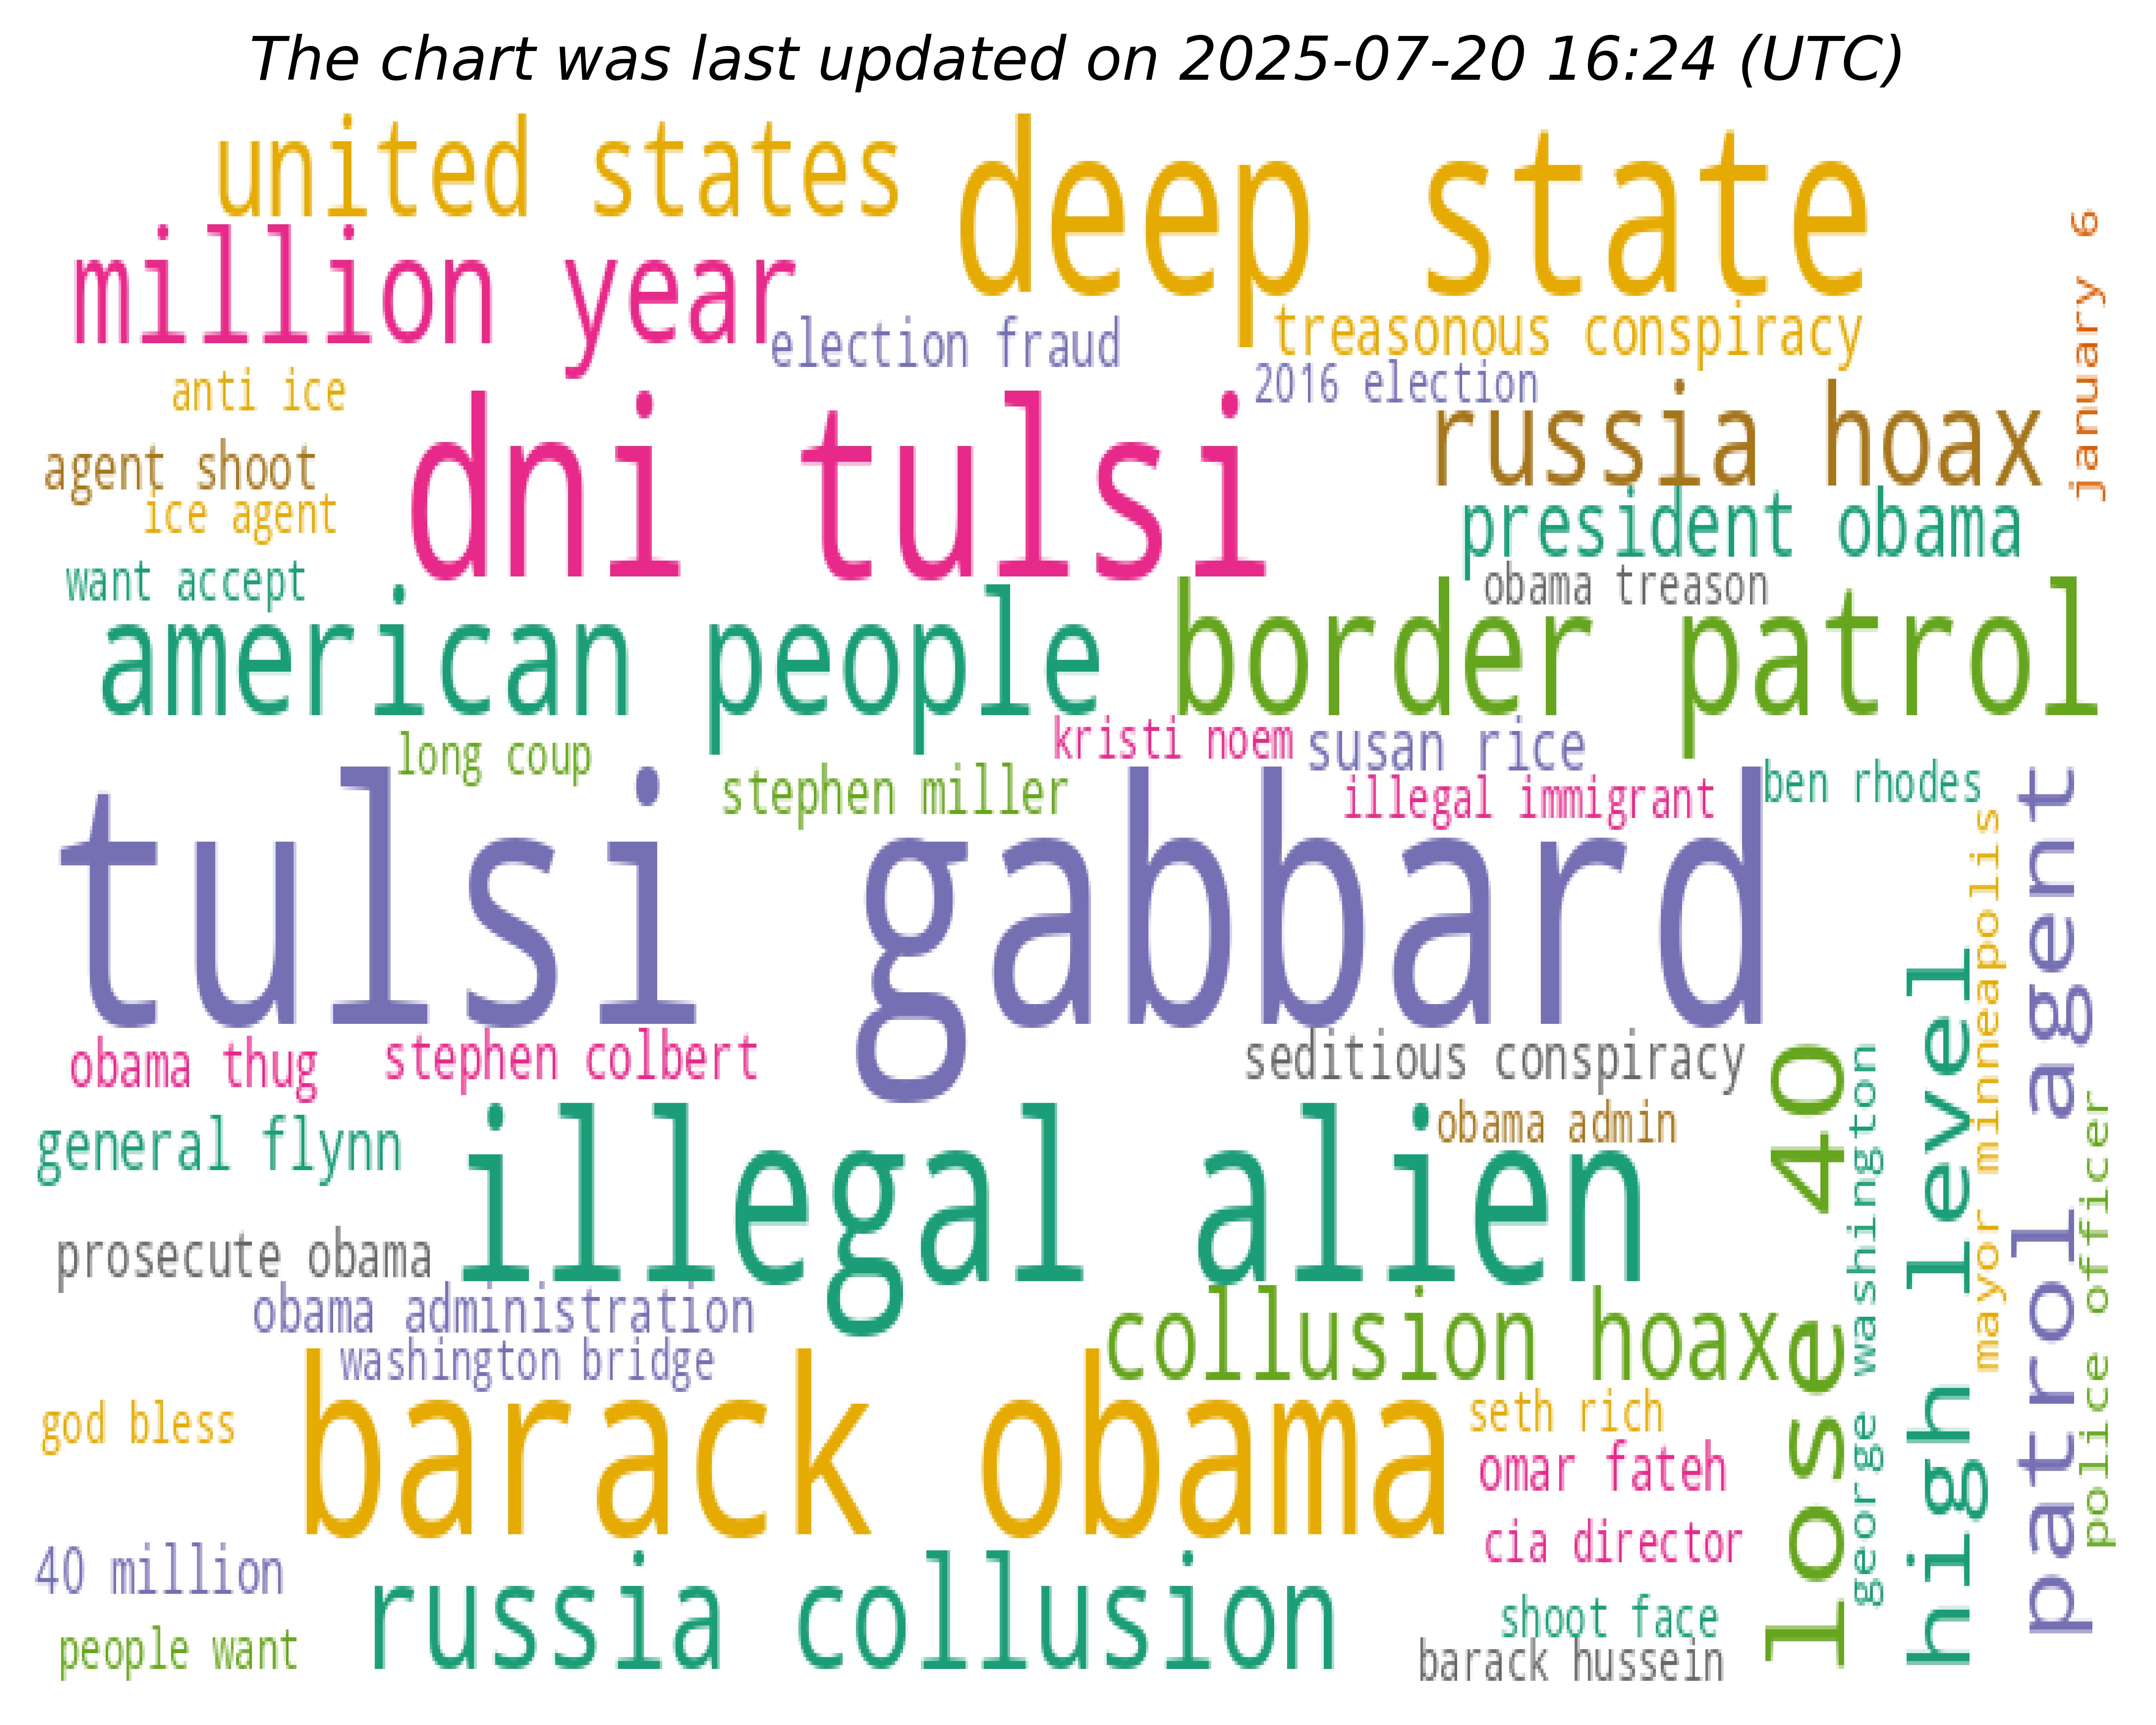 The chart was last updated on 2025-07-20 16:24 (UTC)
united states
deep state
million year
january 6
election fraud
treasonous conspiracy
anti ice
2016 election
dni tulsi
russia hoax
agent shoot
ice agent
president obama
want accept
obama treason
american people
border patrol
kristi noem
susan rice
long coup
stephen miller
illegal immigrant
ben rhodes
tulsi gabbard
mayor minneapolis
patrol agent
obama thug
stephen colbert
seditious conspiracy
lose 40
george washington
high level
police officer
general flynn
illegal alien
obama admin
prosecute obama
obama administration
collusion hoax
washington bridge
barack obama
god bless
seth rich
omar fateh
cia director
40 million
russia collusion
shoot face
people want
barack hussein